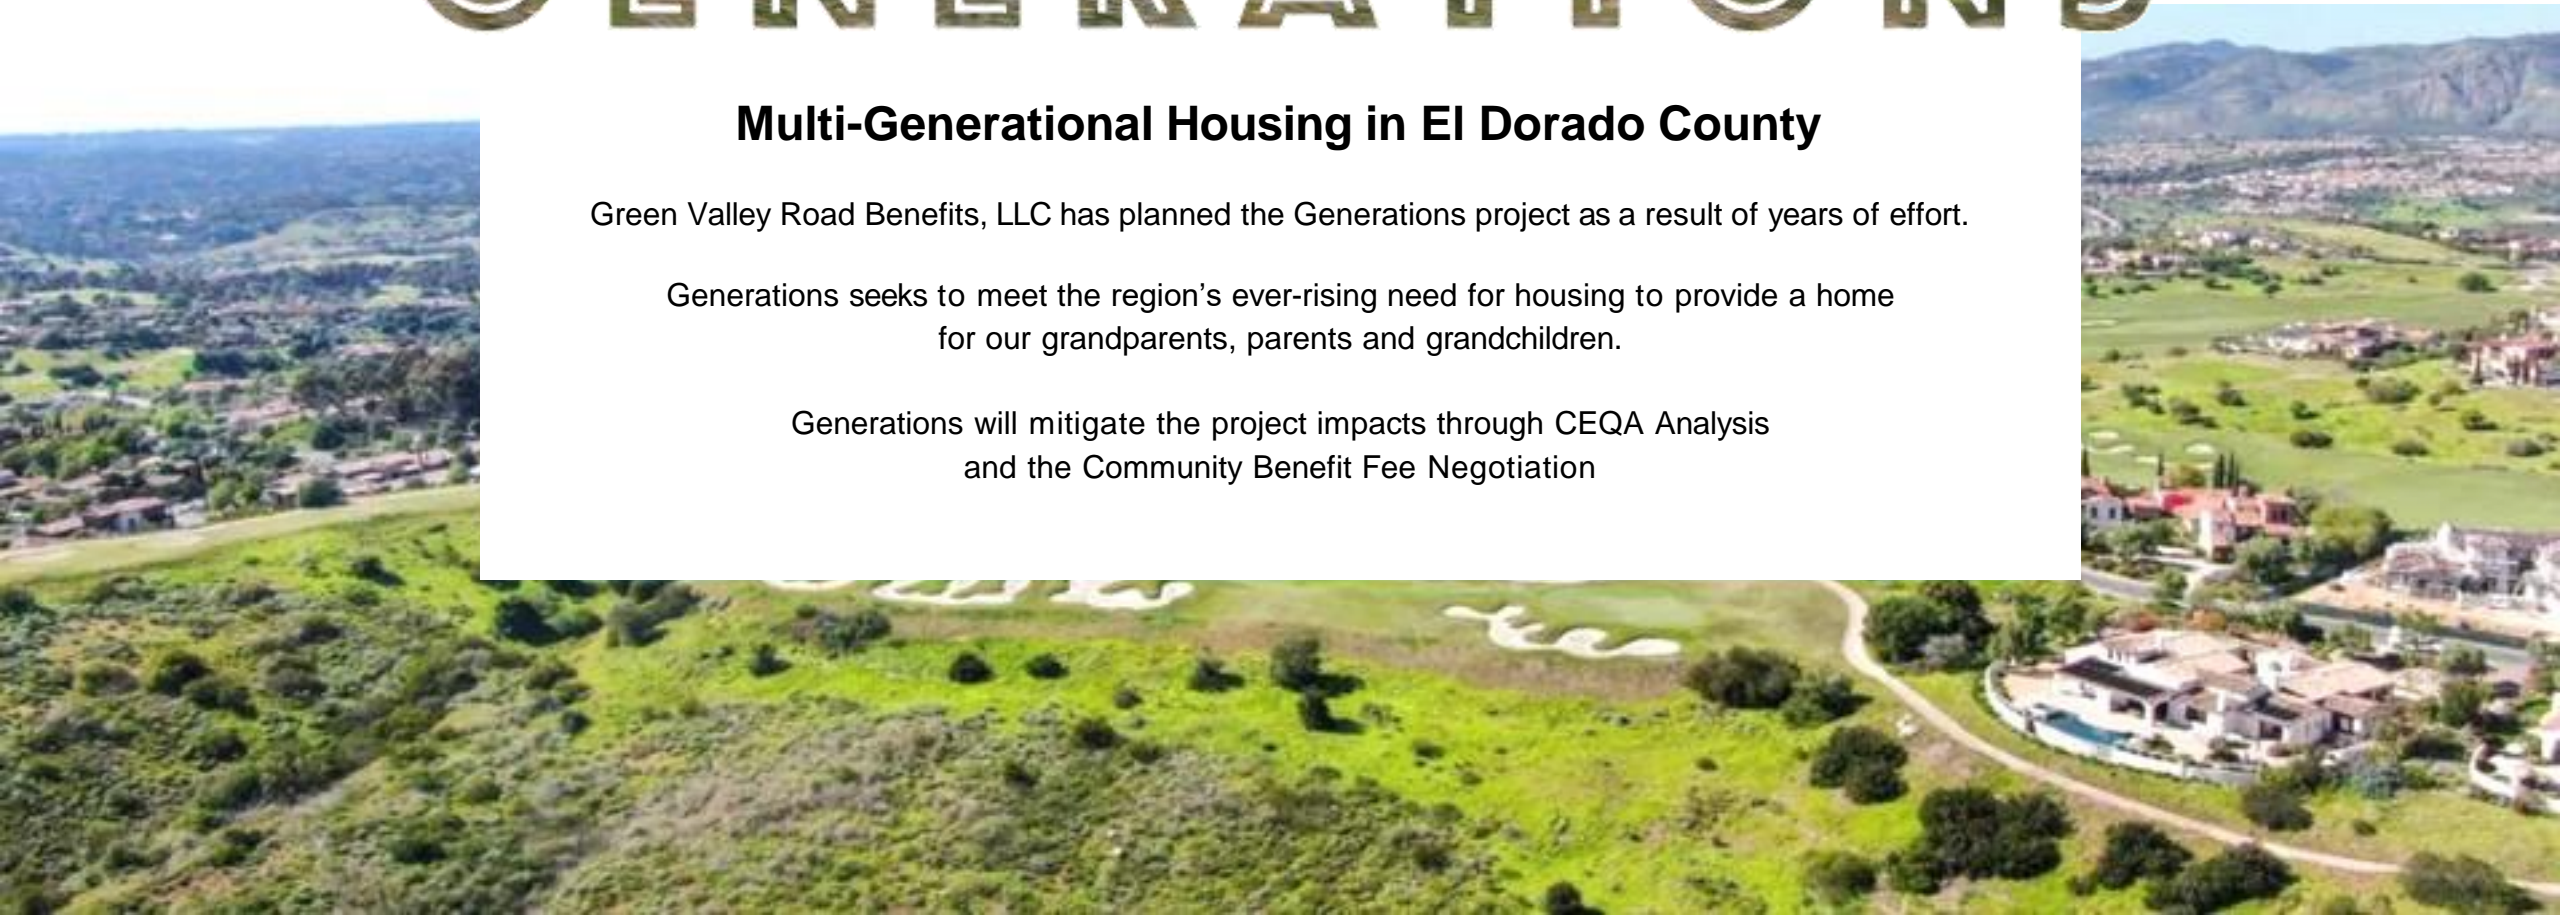 GENERATIONS
Multi-Generational Housing in El Dorado County
Green Valley Road Benefits, LLC has planned the Generations project as a result of years of effort.
Generations seeks to meet the region’s ever-rising need for housing to provide a home
for our grandparents, parents and grandchildren.
Generations will mitigate the project impacts through CEQA Analysis
and the Community Benefit Fee Negotiation